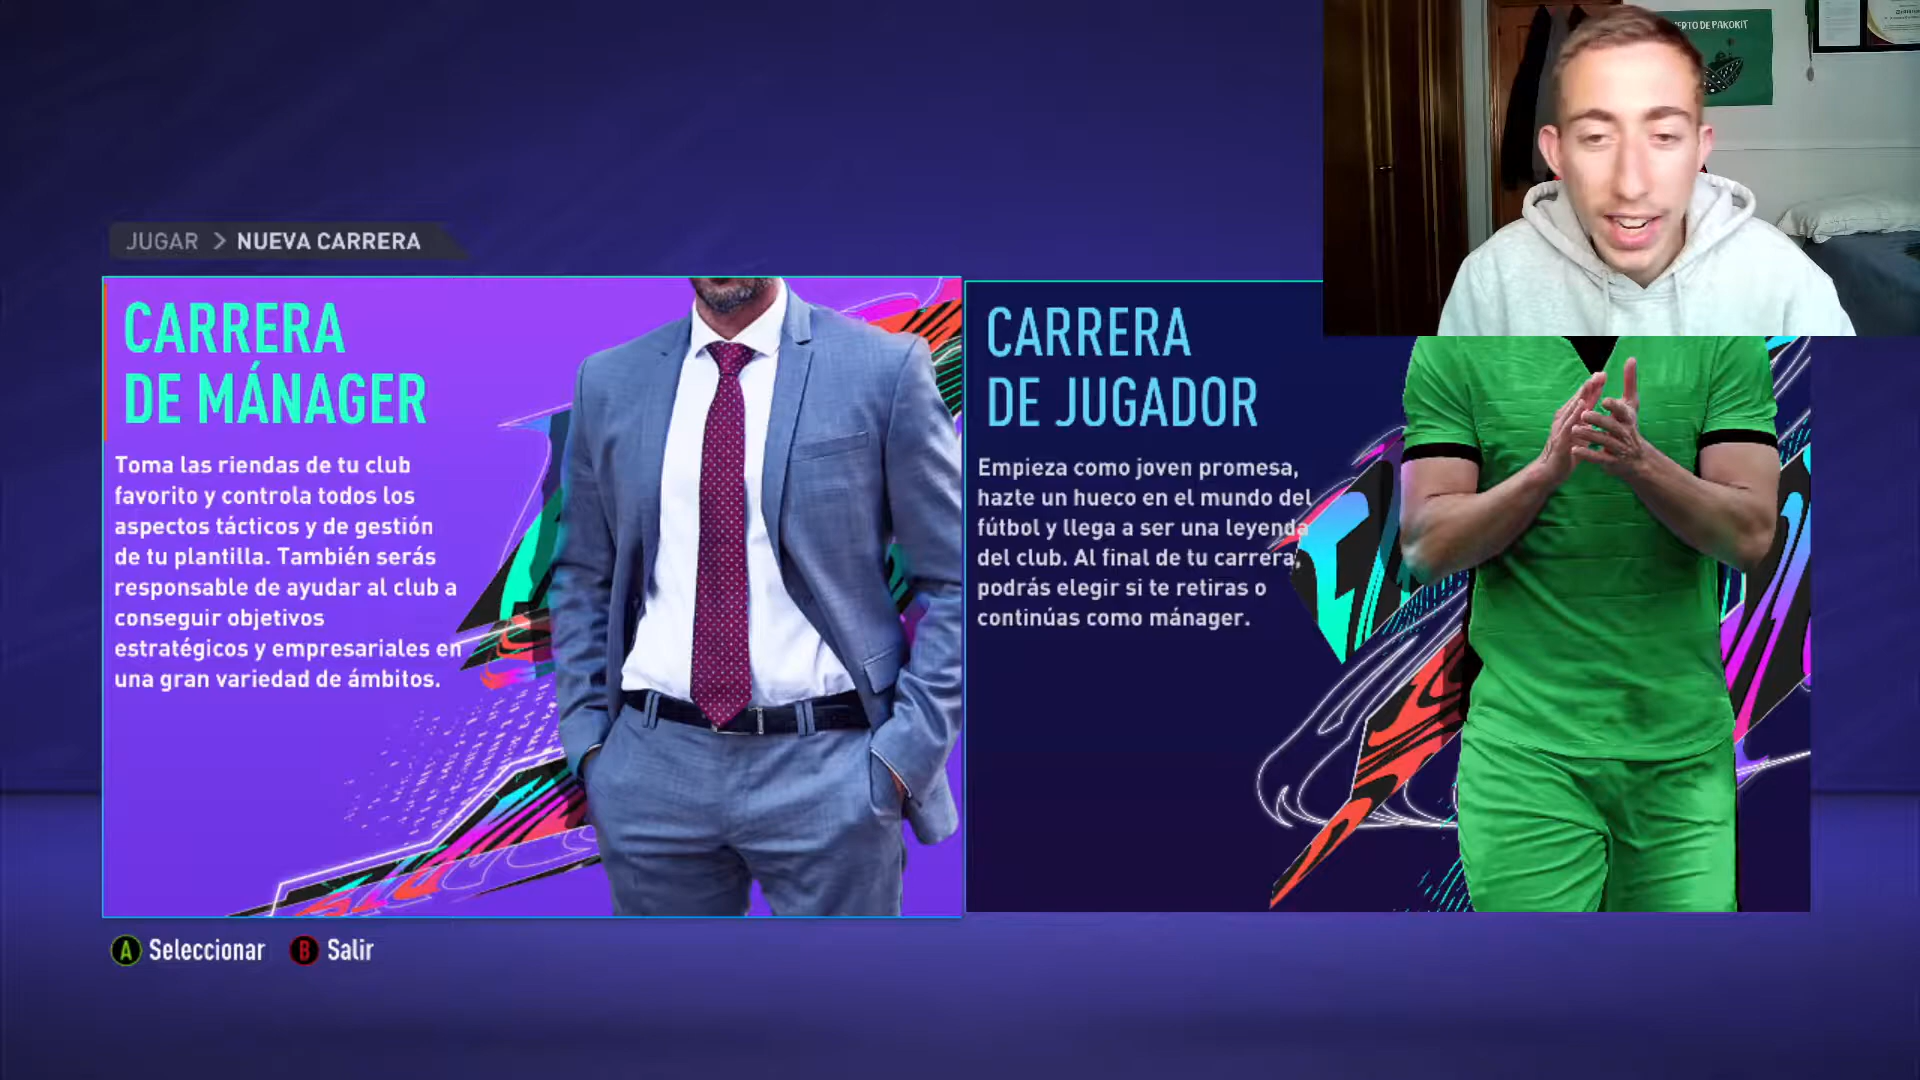 ERTO DE PAKOKIT
JUGAR > NUEVA CARRERA
CARRERA
DE MÁNAGER
Toma las riendas de tu club
favorito y controla todos los
aspectos tácticos y de gestión
de tu plantilla. También serás
responsable de ayudar al club a
conseguir objetivos
estratégicos y empresariales en
una gran variedad de ámbitos.
CARRERA
DE JUGADOR
Empieza como joven promesa,
hazte un hueco en el mundo del
fútbol y llega a ser una leyenda
del club. Al final de tu carrera,
podrás elegir si te retiras o
continúas como mánager.
A Seleccionar B Salir